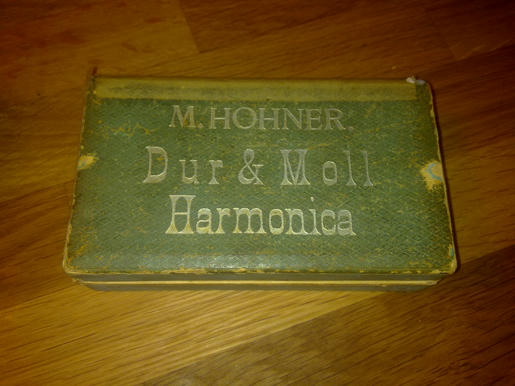 M. HOHNER.
Dur & Moll
Harmonica